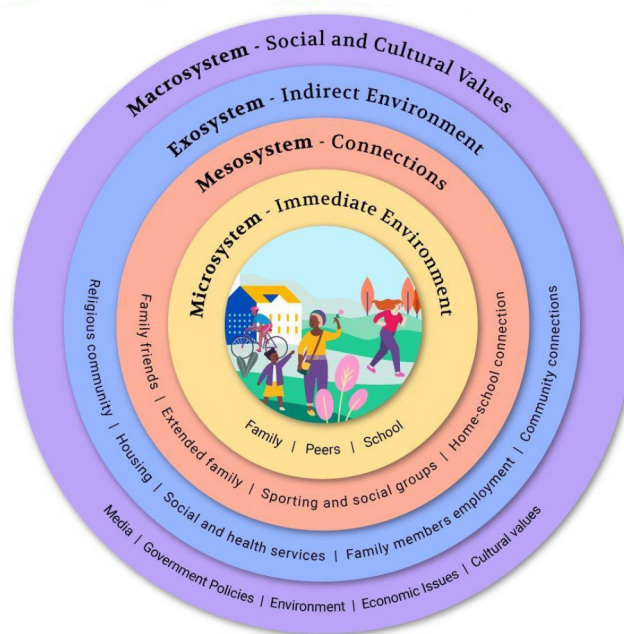 Macrosystem - Social and Cultural Values
Exosystem - Indirect Environment
Mesosystem - Connections
Microsystem - Immediate Environment
Family | Peers | School
Family friends | Extended family | Sporting and social groups | Home-school connection
Religious community | Housing | Social and health services | Family members employment | Community connections
Media | Government Policies | Environment | Economic Issues | Cultural values